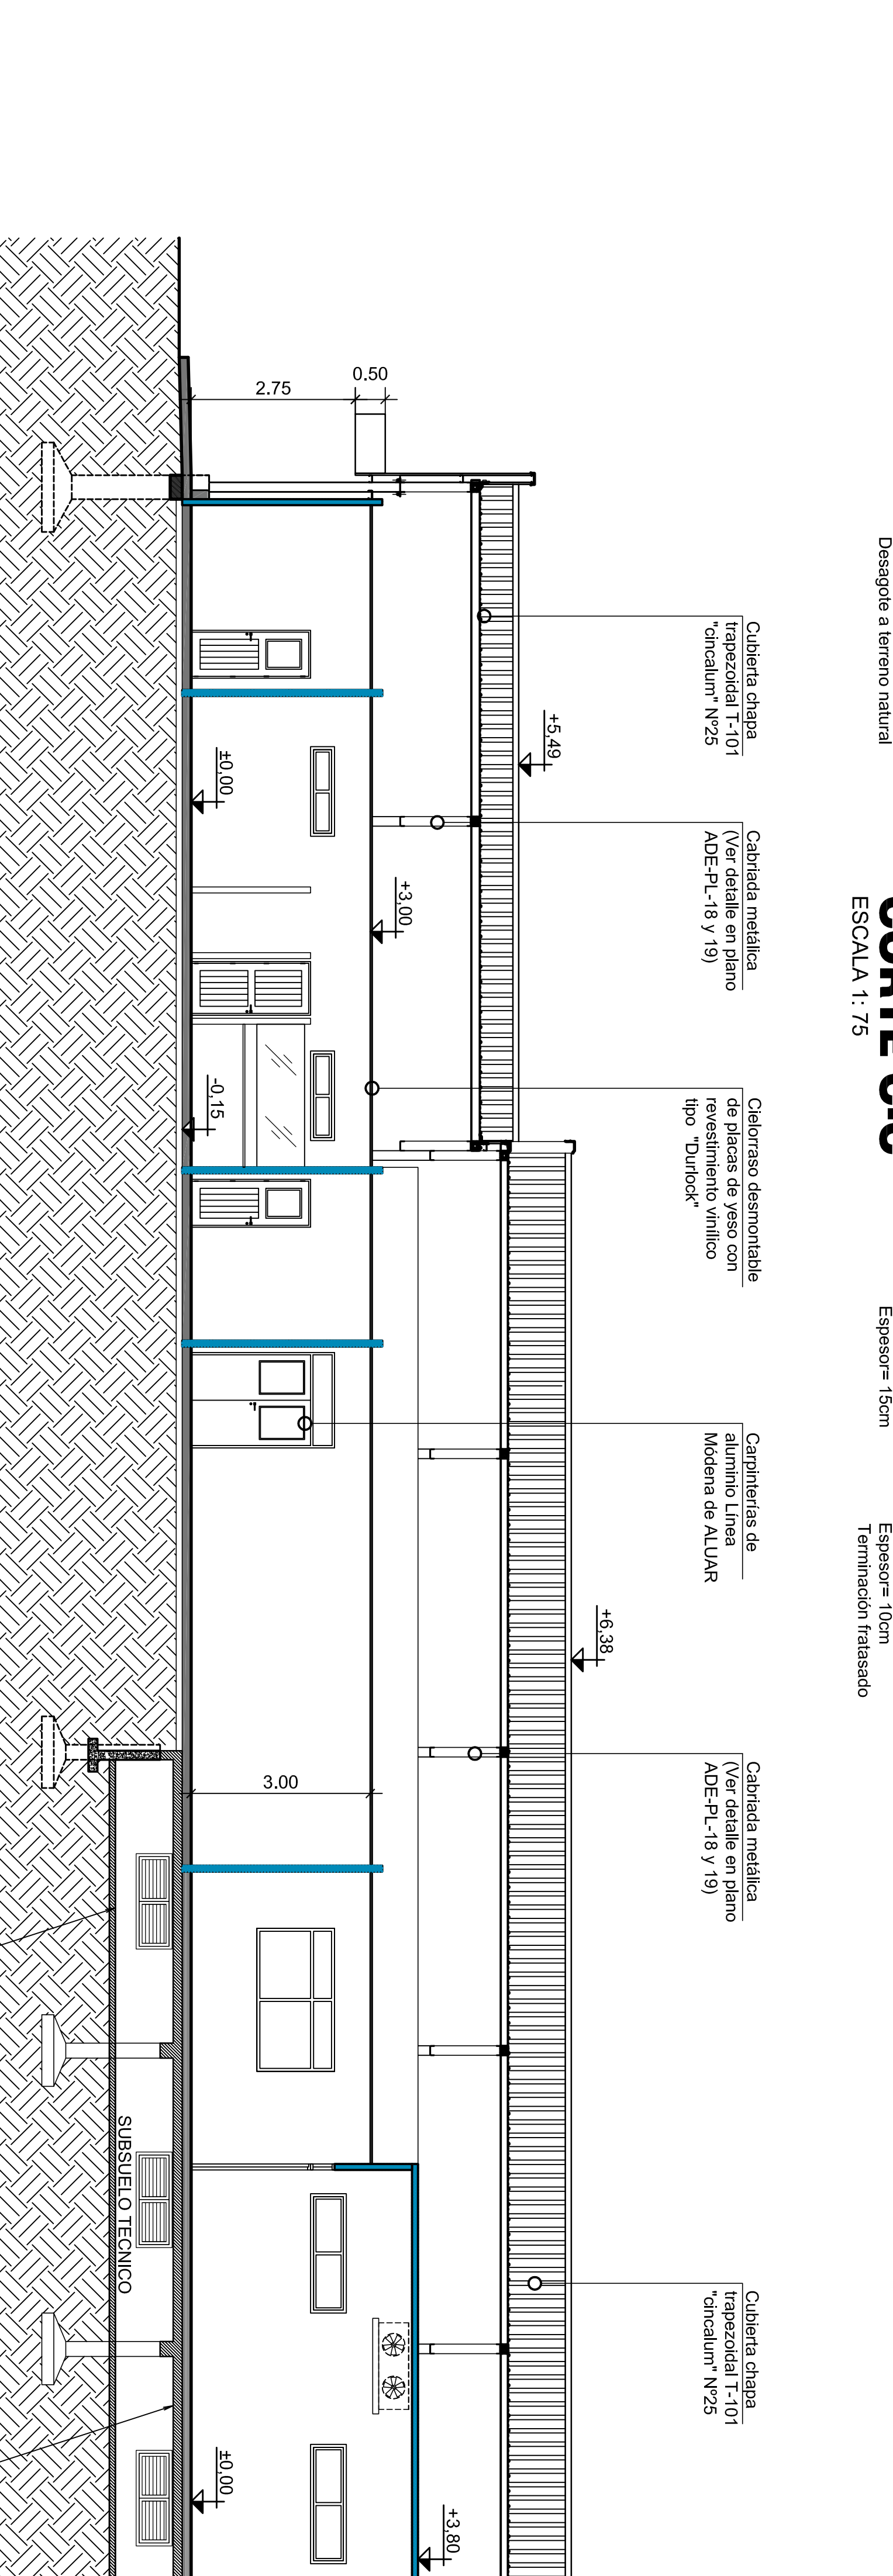 Desagote a terreno natural
ESCALA 1: 75
Espesor= 15cm
Espesor= 10cm
Terminación fratasado
Cubierta chapa
trapezoidal T-101
"cincalum" Nº25
Cabriada metálica
(Ver detalle en plano
ADE-PL-18 y 19)
Cielorraso desmontable
de placas de yeso con
revestimiento vinílico
tipo "Durlock"
Carpinterías de
aluminio Línea
Módena de ALUAR
Cabriada metálica
(Ver detalle en plano
ADE-PL-18 y 19)
Cubierta chapa
trapezoidal T-101
"cincalum" Nº25
+5,49
+6,38
0.50
2.75
+3,00
±0,00
-0,15
3.00
+3,80
±0,00
SUBSUELO TECNICO